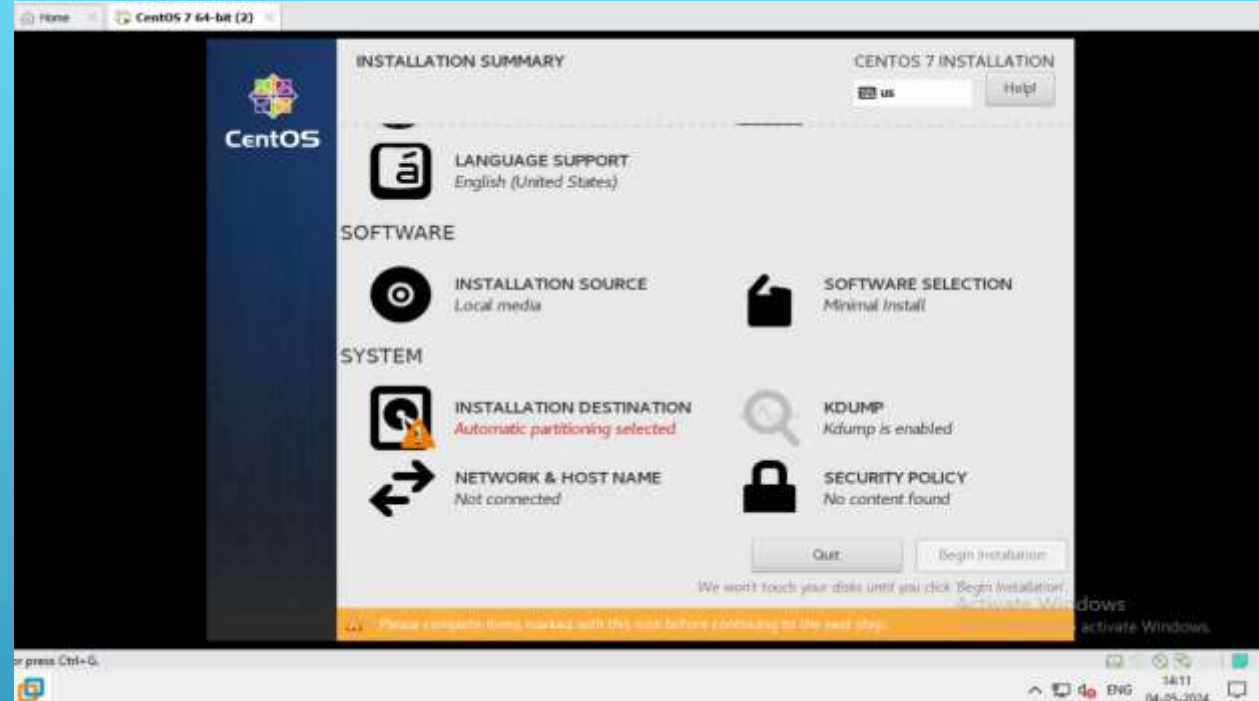 Home
CentOS 7 64-bit (2)
INSTALLATION SUMMARY
CENTOS 7 INSTALLATION
us
Help!
CentOS
LANGUAGE SUPPORT
English (United States)
SOFTWARE
INSTALLATION SOURCE
Local media
SOFTWARE SELECTION
Minimal Install
SYSTEM
INSTALLATION DESTINATION
Automatic partitioning selected
KDUMP
Kdump is enabled
NETWORK & HOST NAME
Not connected
SECURITY POLICY
No content found
Quit
Begin Installation
We won't touch your disks until you click 'Begin Installation'.
Activate Windows
activate Windows.
Please complete items marked with this icon before continuing to the next step.
or press Ctrl+G.
ENG
14:11
04-05-2024